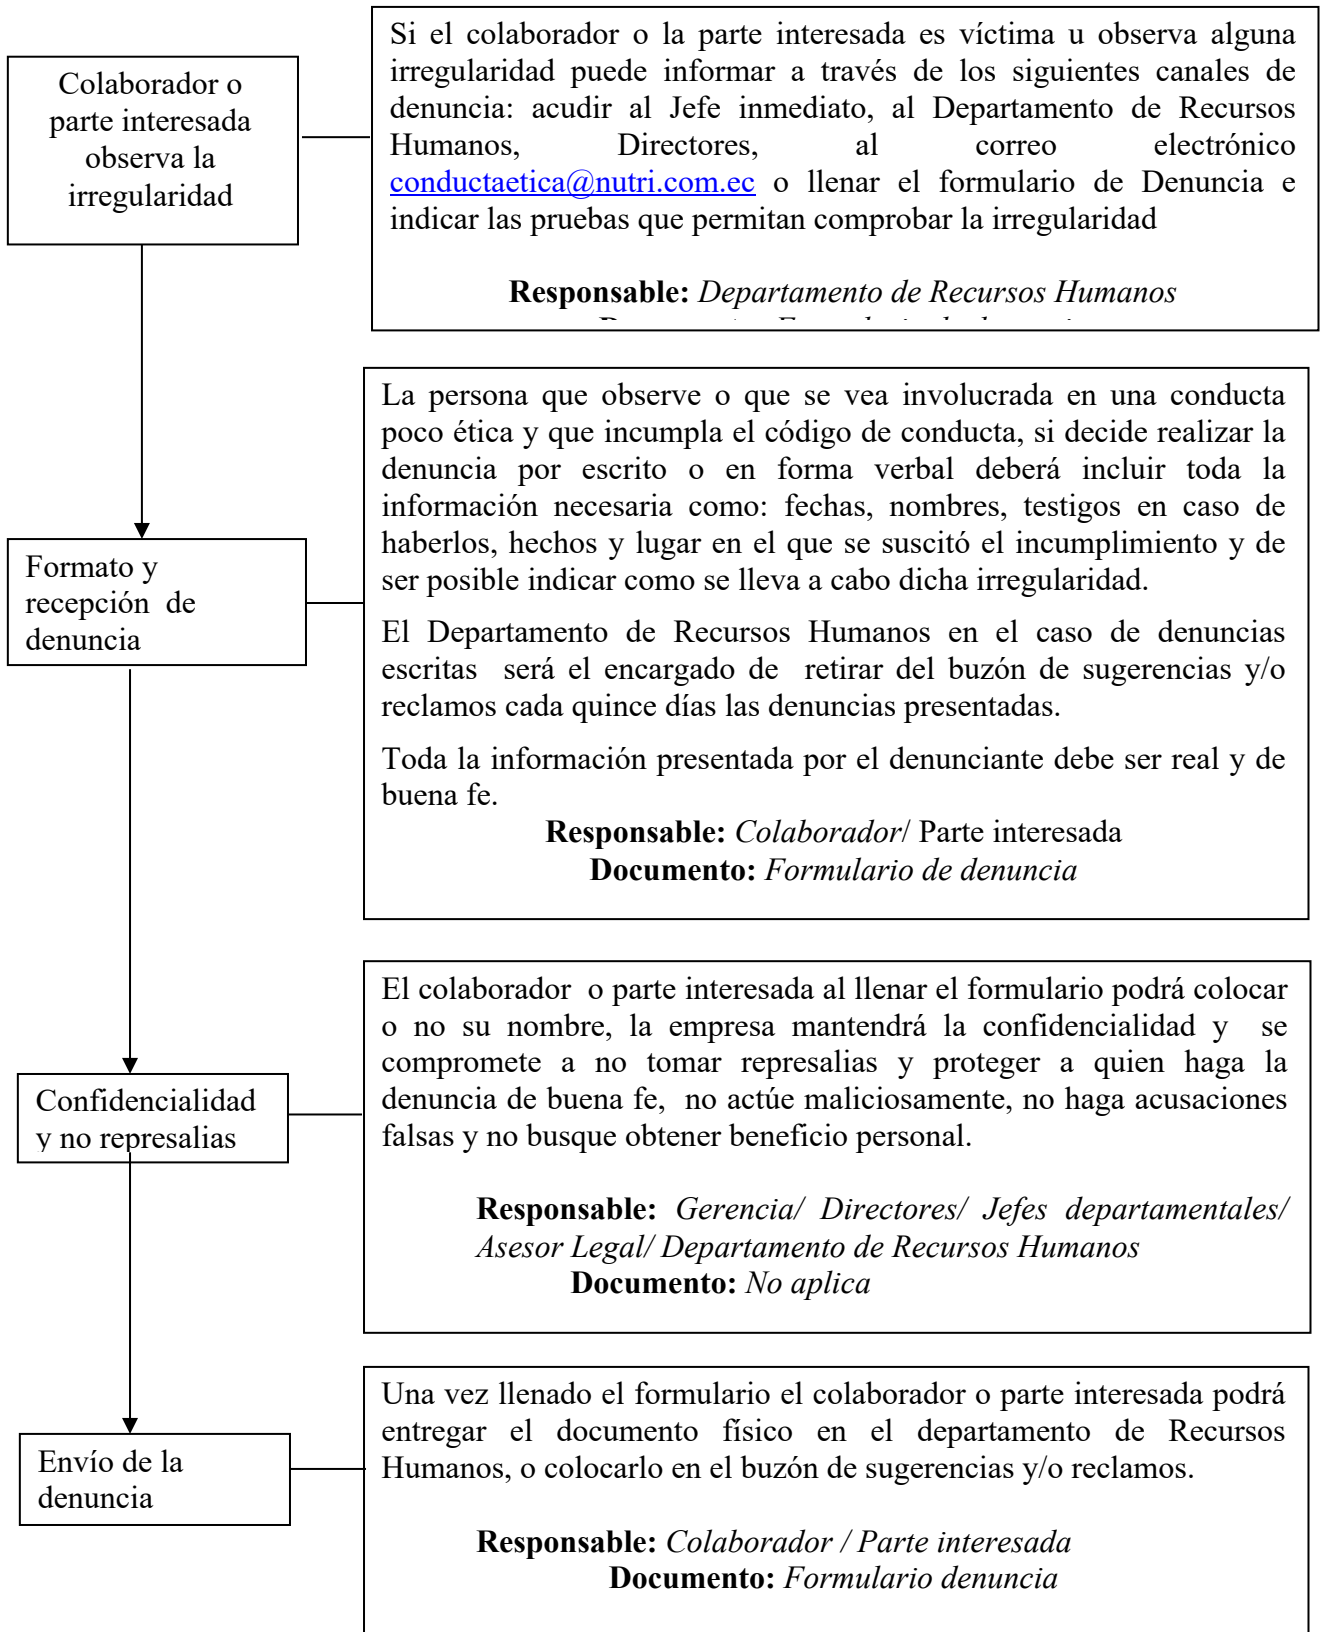 Colaborador o
parte interesada
observa la
irregularidad
Si el colaborador o la parte interesada es víctima u observa alguna
irregularidad puede informar a través de los siguientes canales de
denuncia: acudir al Jefe inmediato, al Departamento de Recursos
Humanos, Directores, al correo electrónico
conductaetica@nutri.com.ec o llenar el formulario de Denuncia e
indicar las pruebas que permitan comprobar la irregularidad
Responsable: Departamento de Recursos Humanos
Formato y
recepción de
denuncia
La persona que observe o que se vea involucrada en una conducta
poco ética y que incumpla el código de conducta, si decide realizar la
denuncia por escrito o en forma verbal deberá incluir toda la
información necesaria como: fechas, nombres, testigos en caso de
haberlos, hechos y lugar en el que se suscitó el incumplimiento y de
ser posible indicar como se lleva a cabo dicha irregularidad.
El Departamento de Recursos Humanos en el caso de denuncias
escritas será el encargado de retirar del buzón de sugerencias y/o
reclamos cada quince días las denuncias presentadas.
Toda la información presentada por el denunciante debe ser real y de
buena fe.
Responsable: Colaborador/ Parte interesada
Documento: Formulario de denuncia
Confidencialidad
y no represalias
El colaborador o parte interesada al llenar el formulario podrá colocar
o no su nombre, la empresa mantendrá la confidencialidad y se
compromete a no tomar represalias y proteger a quien haga la
denuncia de buena fe, no actúe maliciosamente, no haga acusaciones
falsas y no busque obtener beneficio personal.
Responsable: Gerencia/ Directores/ Jefes departamentales/
Asesor Legal/ Departamento de Recursos Humanos
Documento: No aplica
Envío de la
denuncia
Una vez llenado el formulario el colaborador o parte interesada podrá
entregar el documento físico en el departamento de Recursos
Humanos, o colocarlo en el buzón de sugerencias y/o reclamos.
Responsable: Colaborador / Parte interesada
Documento: Formulario denuncia